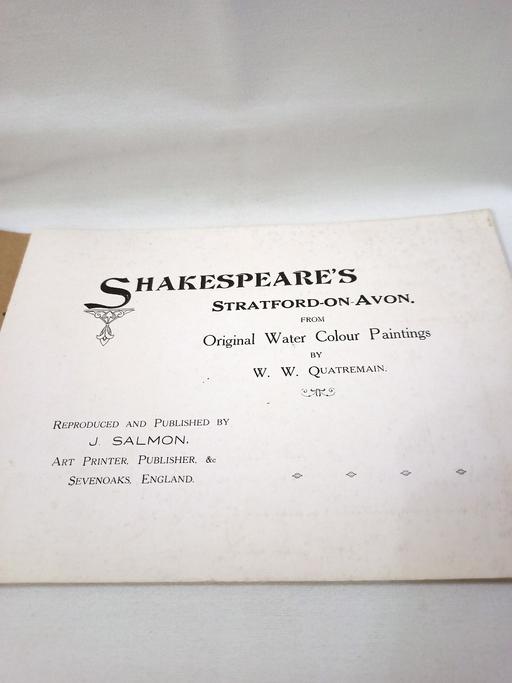 SHAKESPEARE'S
STRATFORD-ON-AVON.
FROM
Original Water Colour Paintings
BY
W. W. QUATREMAIN.
REPRODUCED AND PUBLISHED BY
J. SALMON,
ART PRINTER, PUBLISHER, &c
SEVENOAKS, ENGLAND.